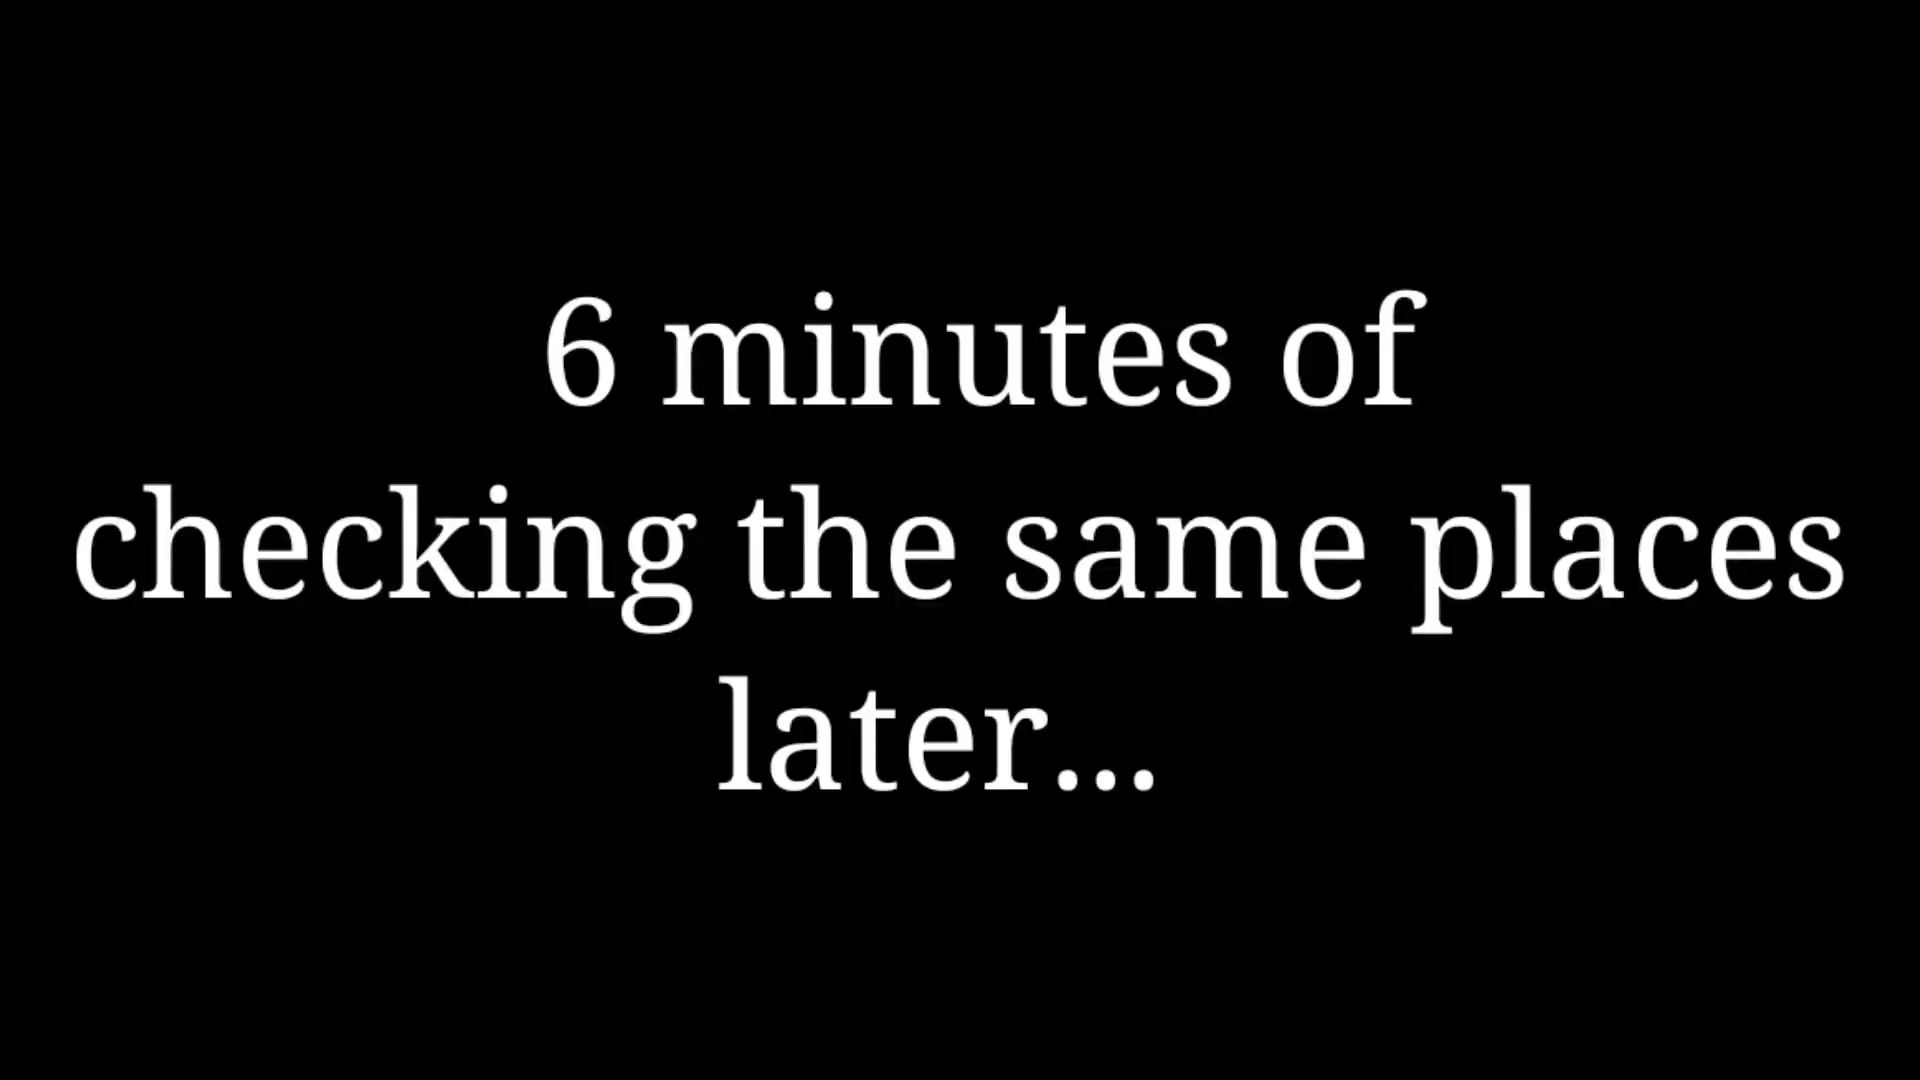 6 minutes of
checking the same places
later...